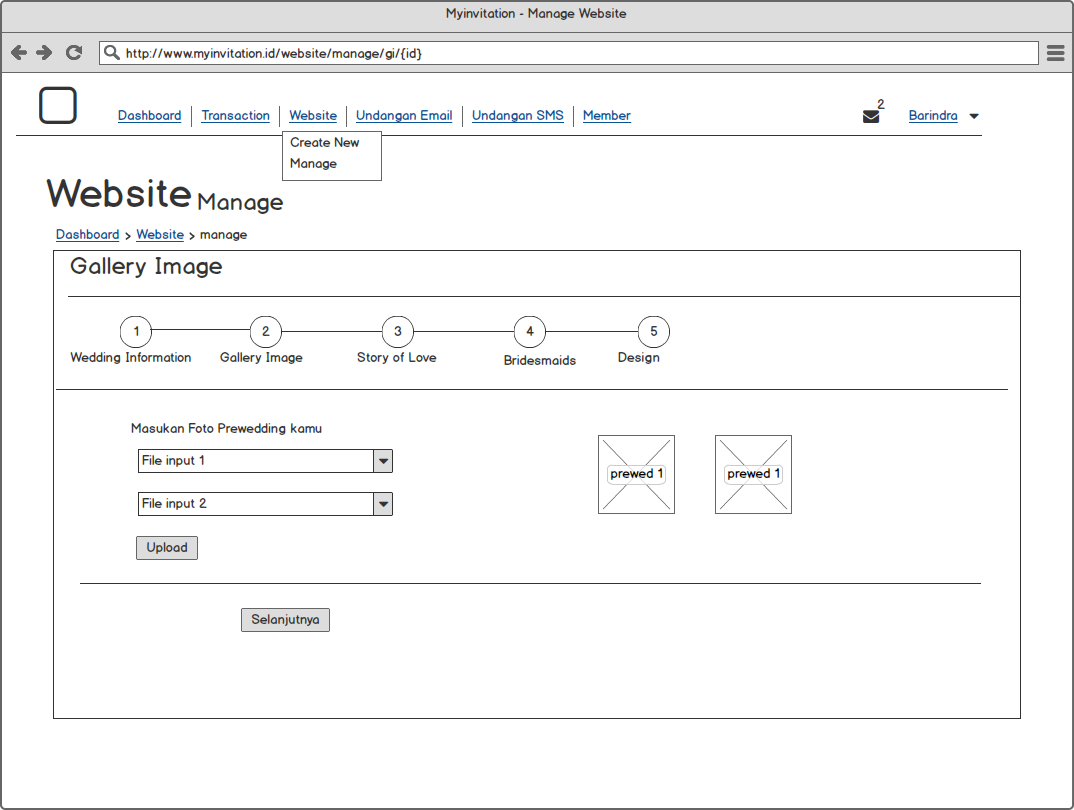 Myinvitation - Manage Website
http://www.myinvitation.id/website/manage/gi/{id}
Dashboard Transaction Website Undangan Email Undangan SMS Member 2 Barindra
Create New
Manage
Website Manage
Dashboard > Website > manage
Gallery Image
1 2 3 4 5
Wedding Information Gallery Image Story of Love Bridesmaids Design
Masukan Foto Prewedding kamu
File input 1
prewed 1 prewed 1
File input 2
Upload
Selanjutnya